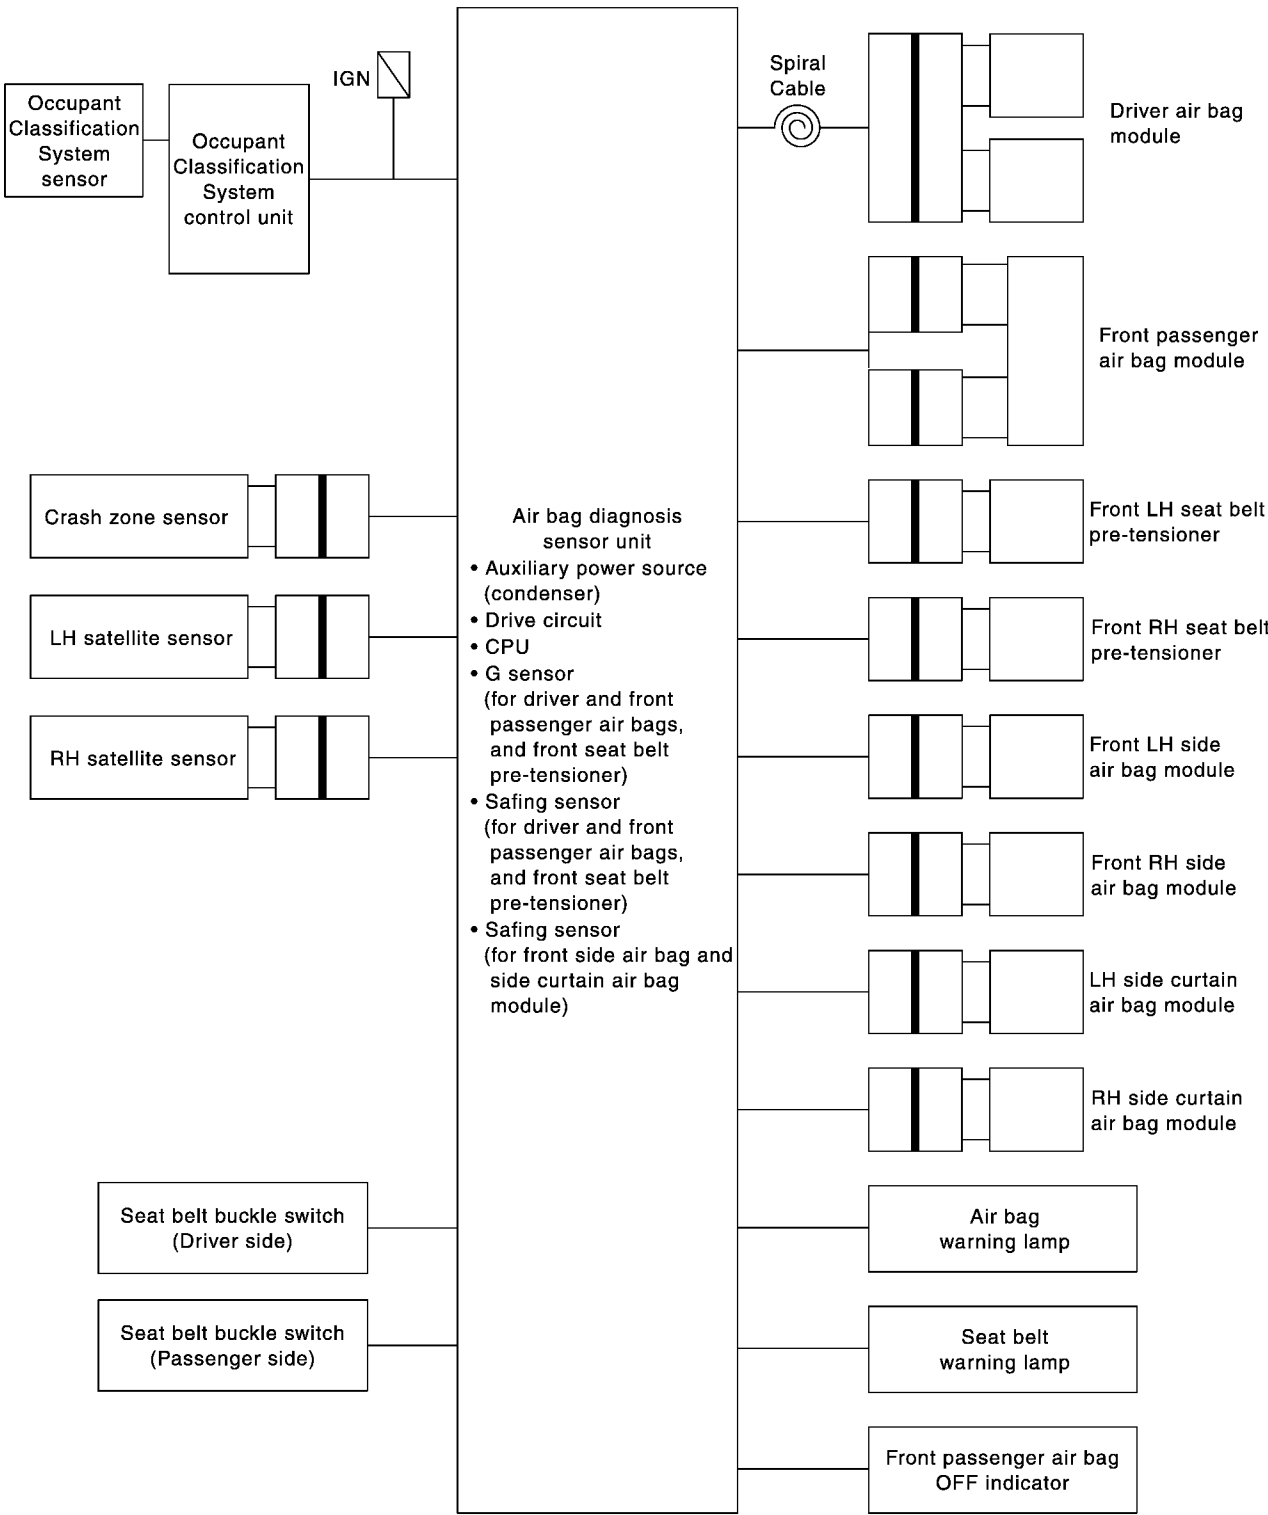 Occupant
Classification
System
sensor
Occupant
Classification
System
control unit
IGN
Crash zone sensor
LH satellite sensor
RH satellite sensor
Seat belt buckle switch
(Driver side)
Seat belt buckle switch
(Passenger side)
Air bag diagnosis
sensor unit
• Auxiliary power source
(condenser)
• Drive circuit
• CPU
• G sensor
(for driver and front
passenger air bags,
and front seat belt
pre-tensioner)
• Safing sensor
(for driver and front
passenger air bags,
and front seat belt
pre-tensioner)
• Safing sensor
(for front side air bag and
side curtain air bag
module)
Spiral
Cable
Driver air bag
module
Front passenger
air bag module
Front LH seat belt
pre-tensioner
Front RH seat belt
pre-tensioner
Front LH side
air bag module
Front RH side
air bag module
LH side curtain
air bag module
RH side curtain
air bag module
Air bag
warning lamp
Seat belt
warning lamp
Front passenger air bag
OFF indicator